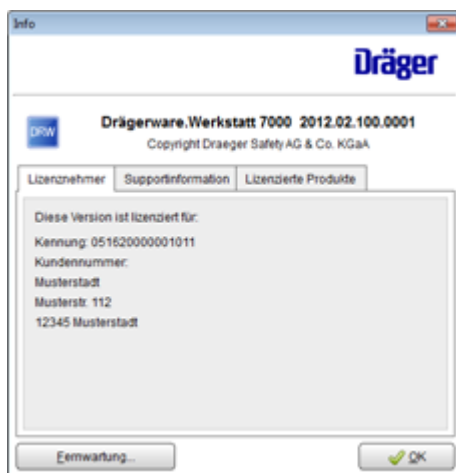 Info
Dräger
DRW
Drägerware.Werkstatt 7000 2012.02.100.0001
Copyright Draeger Safety AG & Co. KGaA
Lizenznehmer Supportinformation Lizenzierte Produkte
Diese Version ist lizenziert für:
Kennung: 051620000001011
Kundennummer:
Musterstadt
Musterstr. 112
12345 Musterstadt
Fernwartung... OK